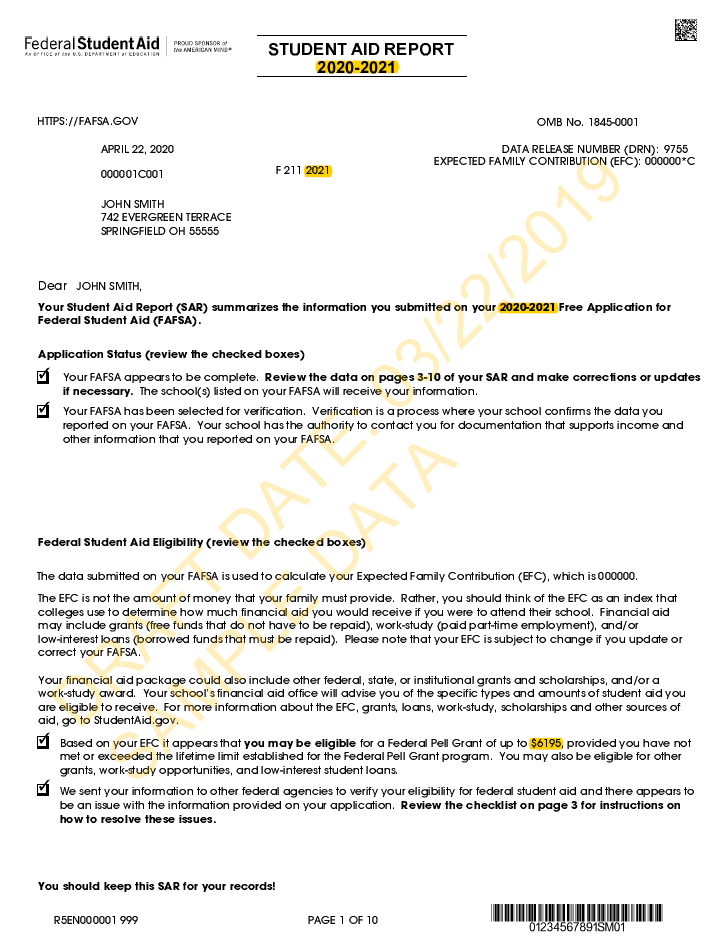 Federal Student Aid
An OFFICE of the U.S. DEPARTMENT of EDUCATION
PROUD SPONSOR of
the AMERICAN MIND®
STUDENT AID REPORT
2020-2021
HTTPS://FAFSA.GOV
OMB No. 1845-0001
APRIL 22, 2020
DATA RELEASE NUMBER (DRN): 9755
EXPECTED FAMILY CONTRIBUTION (EFC): 000000*C
000001C001
F 211 2021
JOHN SMITH
742 EVERGREEN TERRACE
SPRINGFIELD OH 55555
Dear JOHN SMITH,
Your Student Aid Report (SAR) summarizes the information you submitted on your 2020-2021 Free Application for
Federal Student Aid (FAFSA).
Application Status (review the checked boxes)
Your FAFSA appears to be complete. Review the data on pages 3-10 of your SAR and make corrections or updates
if necessary. The school(s) listed on your FAFSA will receive your information.
Your FAFSA has been selected for verification. Verification is a process where your school confirms the data you
reported on your FAFSA. Your school has the authority to contact you for documentation that supports income and
other information that you reported on your FAFSA.
Federal Student Aid Eligibility (review the checked boxes)
The data submitted on your FAFSA is used to calculate your Expected Family Contribution (EFC), which is 000000.
The EFC is not the amount of money that your family must provide. Rather, you should think of the EFC as an index that
colleges use to determine how much financial aid you would receive if you were to attend their school. Financial aid
may include grants (free funds that do not have to be repaid), work-study (paid part-time employment), and/or
low-interest loans (borrowed funds that must be repaid). Please note that your EFC is subject to change if you update or
correct your FAFSA.
Your financial aid package could also include other federal, state, or institutional grants and scholarships, and/or a
work-study award. Your school's financial aid office will advise you of the specific types and amounts of student aid you
are eligible to receive. For more information about the EFC, grants, loans, work-study, scholarships and other sources of
aid, go to StudentAid.gov.
Based on your EFC it appears that you may be eligible for a Federal Pell Grant of up to $6195, provided you have not
met or exceeded the lifetime limit established for the Federal Pell Grant program. You may also be eligible for other
grants, work-study opportunities, and low-interest student loans.
We sent your information to other federal agencies to verify your eligibility for federal student aid and there appears to
be an issue with the information provided on your application. Review the checklist on page 3 for instructions on
how to resolve these issues.
You should keep this SAR for your records!
R5EN000001 999
PAGE 1 OF 10
01234567891SM01
DRAFT DATE: 03/22/2019
SAMPLE DATA